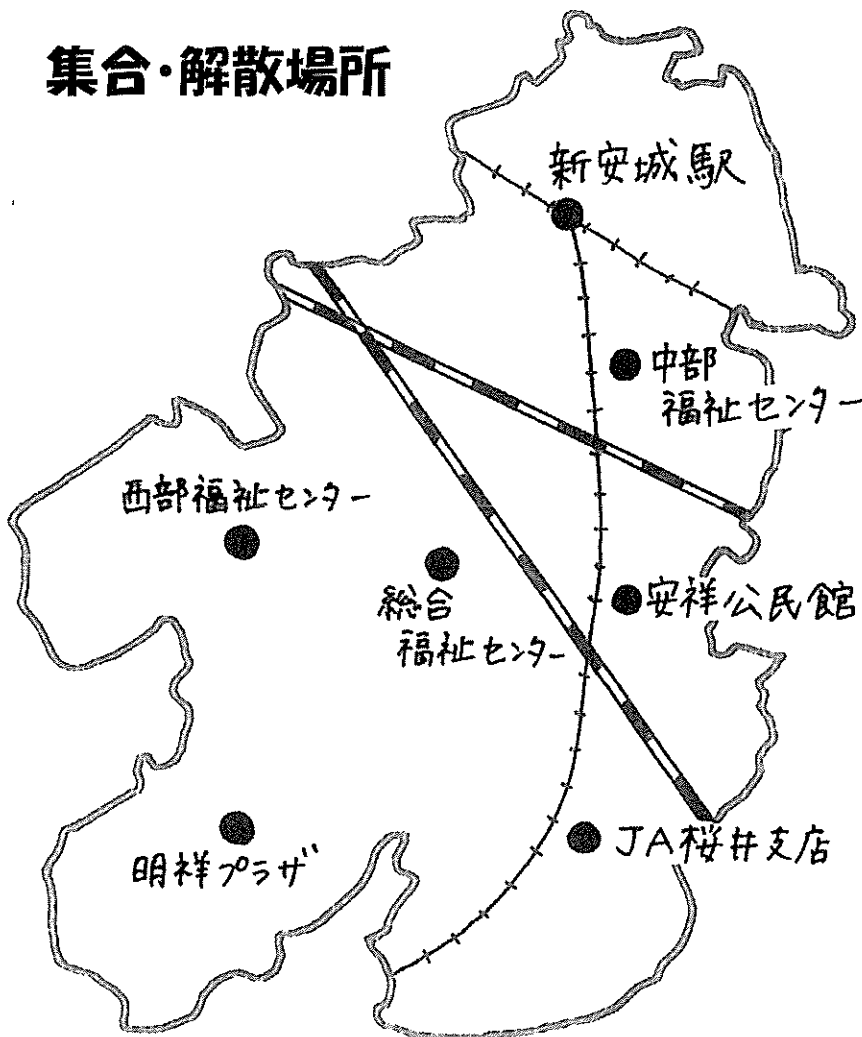 集合・解散場所
新安城駅
中部
福祉センター
西部福祉センター
総合
福祉センター
安祥公民館
明祥プラザ
JA桜井支店